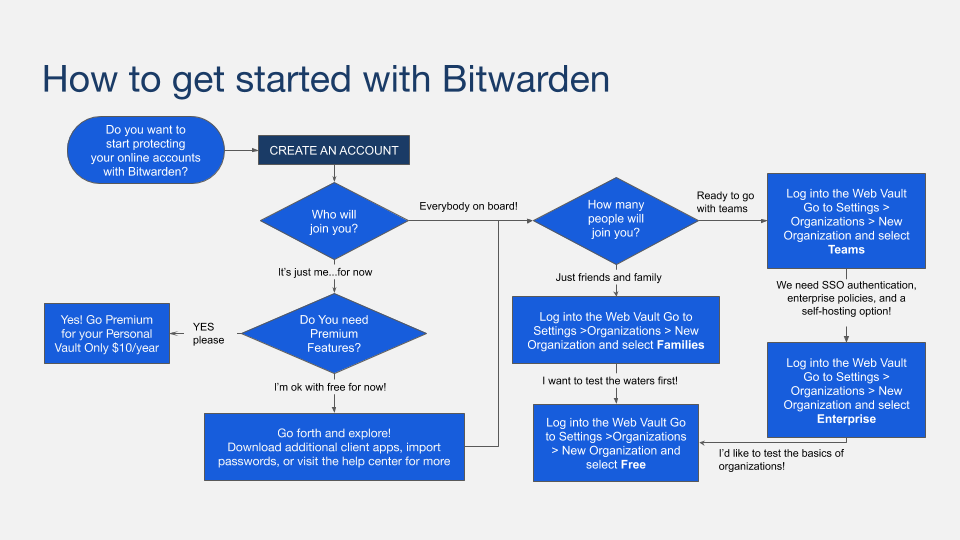 How to get started with Bitwarden
Do you want to
start protecting
your online accounts
with Bitwarden?
CREATE AN ACCOUNT
Who will
join you?
Everybody on board!
How many
people will
join you?
Ready to go
with teams
Log into the Web Vault
Go to Settings >
Organizations > New
Organization and select
Teams
It's just me...for now
Just friends and family
We need SSO authentication,
enterprise policies, and a
self-hosting option!
Yes! Go Premium
for your Personal
Vault Only $10/year
YES
please
Do You need
Premium
Features?
Log into the Web Vault Go to
Settings >Organizations > New
Organization and select Families
Log into the Web Vault
Go to Settings >
Organizations > New
Organization and select
Enterprise
I'm ok with free for now!
I want to test the waters first!
Go forth and explore!
Download additional client apps, import
passwords, or visit the help center for more
Log into the Web Vault Go
to Settings >Organizations
> New Organization and
select Free
I'd like to test the basics of
organizations!